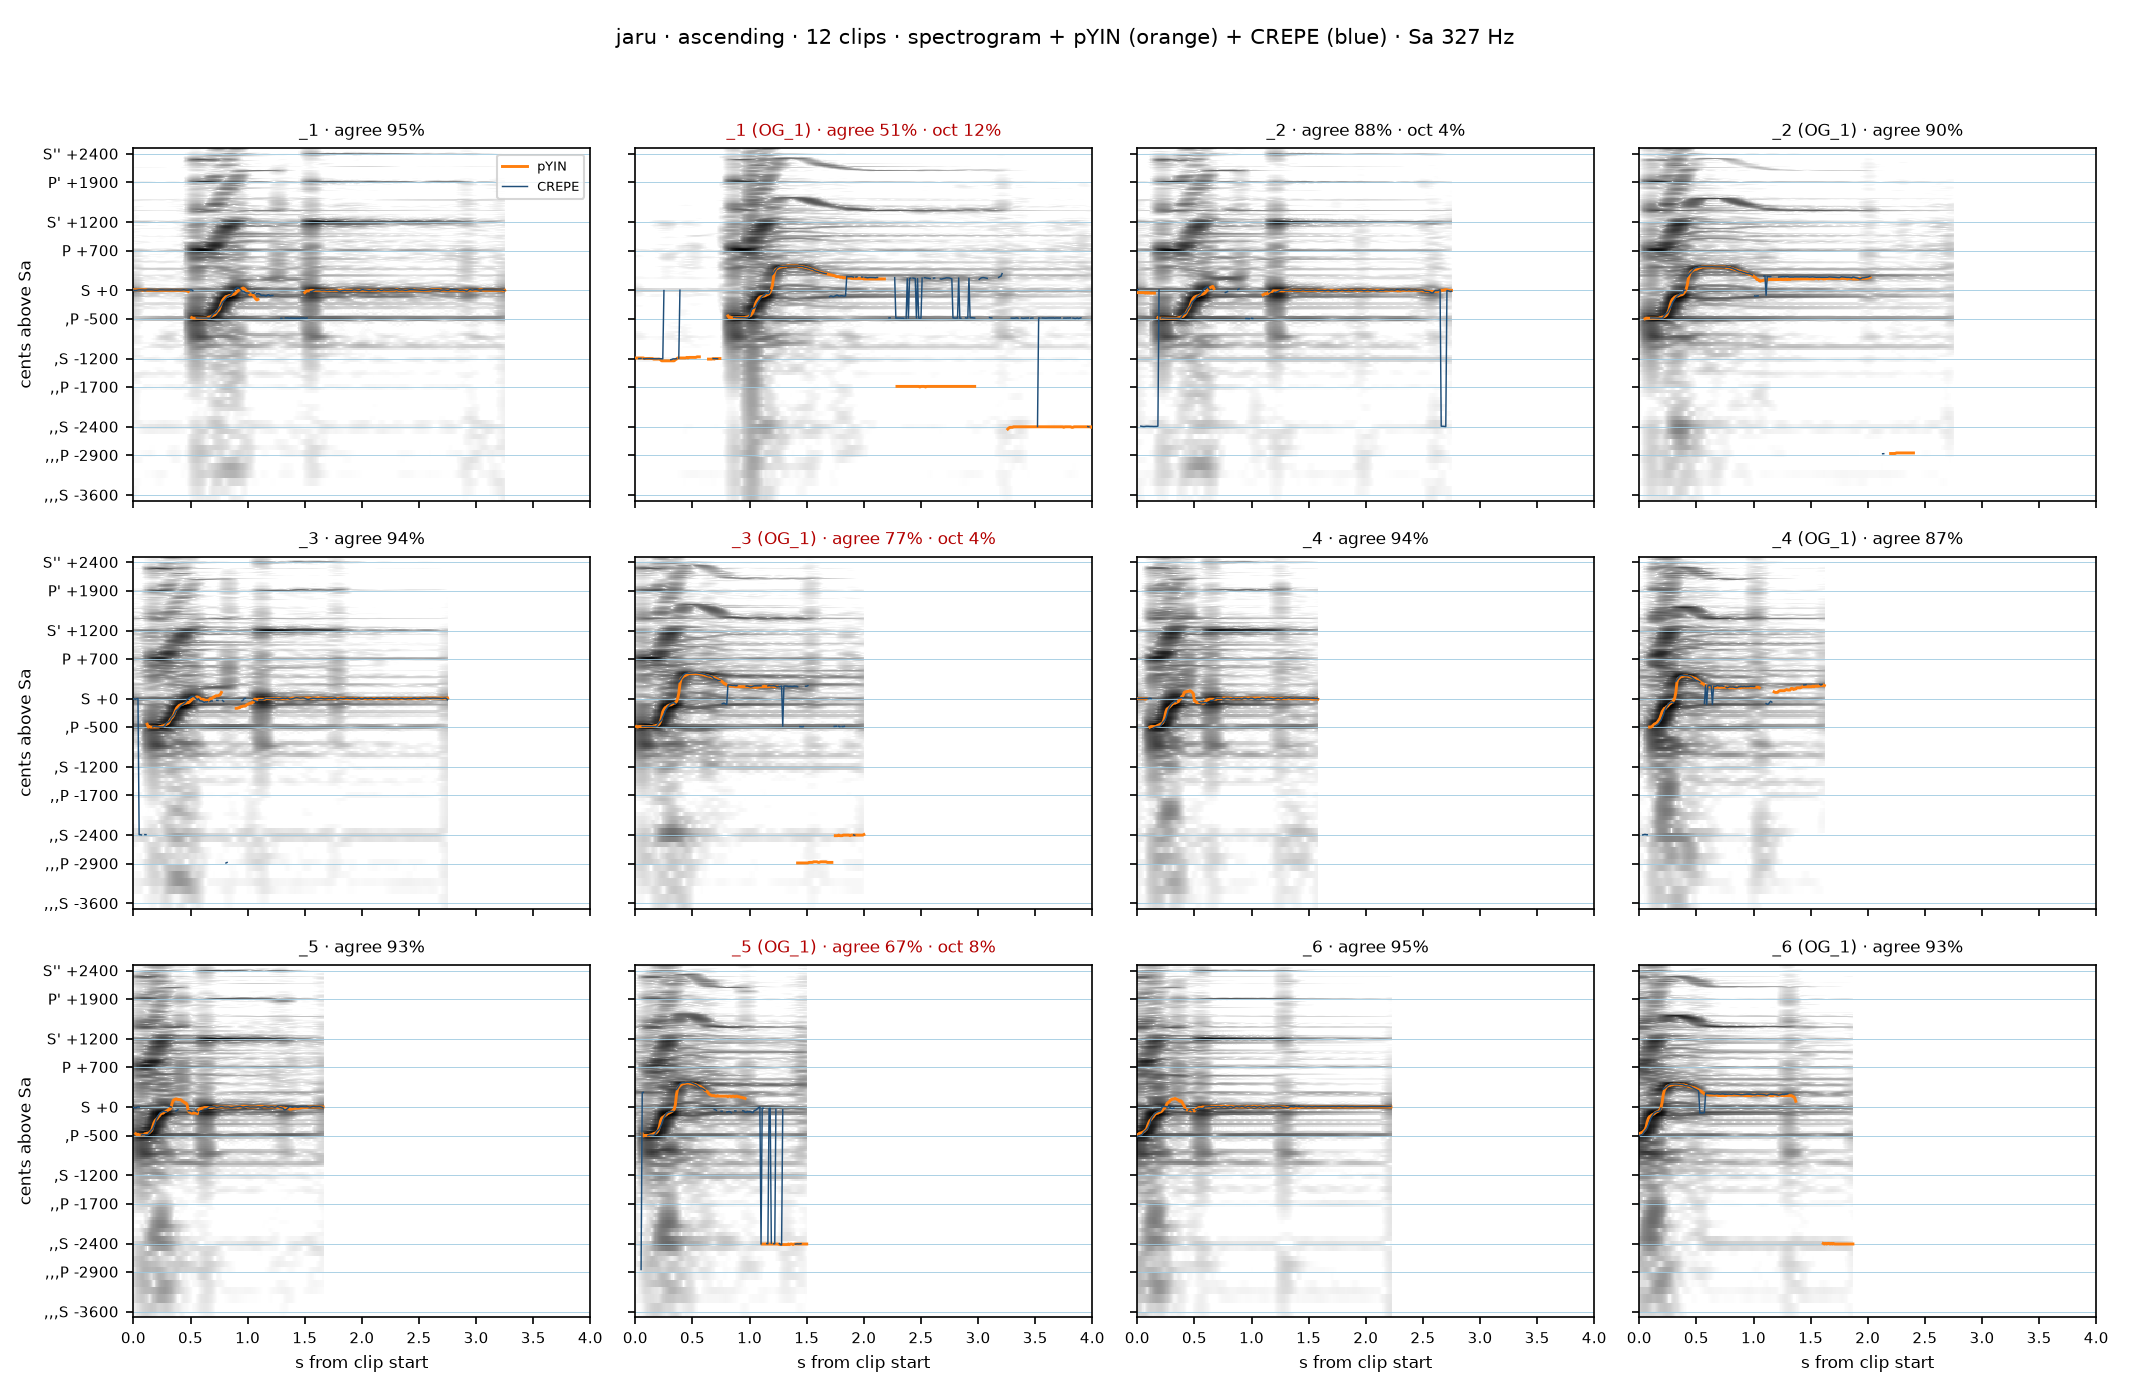 jaru · ascending · 12 clips · spectrogram + pYIN (orange) + CREPE (blue) · Sa 327 Hz
_1 · agree 95%
_1 (OG_1) · agree 51% · oct 12%
_2 · agree 88% · oct 4%
_2 (OG_1) · agree 90%
pYIN
CREPE
S'' +2400
P' +1900
S' +1200
P +700
S +0
,P -500
,S -1200
,,P -1700
,,S -2400
,,,P -2900
,,,S -3600
cents above Sa
_3 · agree 94%
_3 (OG_1) · agree 77% · oct 4%
_4 · agree 94%
_4 (OG_1) · agree 87%
S'' +2400
P' +1900
S' +1200
P +700
S +0
,P -500
,S -1200
,,P -1700
,,S -2400
,,,P -2900
,,,S -3600
cents above Sa
_5 · agree 93%
_5 (OG_1) · agree 67% · oct 8%
_6 · agree 95%
_6 (OG_1) · agree 93%
S'' +2400
P' +1900
S' +1200
P +700
S +0
,P -500
,S -1200
,,P -1700
,,S -2400
,,,P -2900
,,,S -3600
cents above Sa
0.0 0.5 1.0 1.5 2.0 2.5 3.0 3.5 4.0
0.0 0.5 1.0 1.5 2.0 2.5 3.0 3.5 4.0
0.0 0.5 1.0 1.5 2.0 2.5 3.0 3.5 4.0
0.0 0.5 1.0 1.5 2.0 2.5 3.0 3.5 4.0
s from clip start
s from clip start
s from clip start
s from clip start